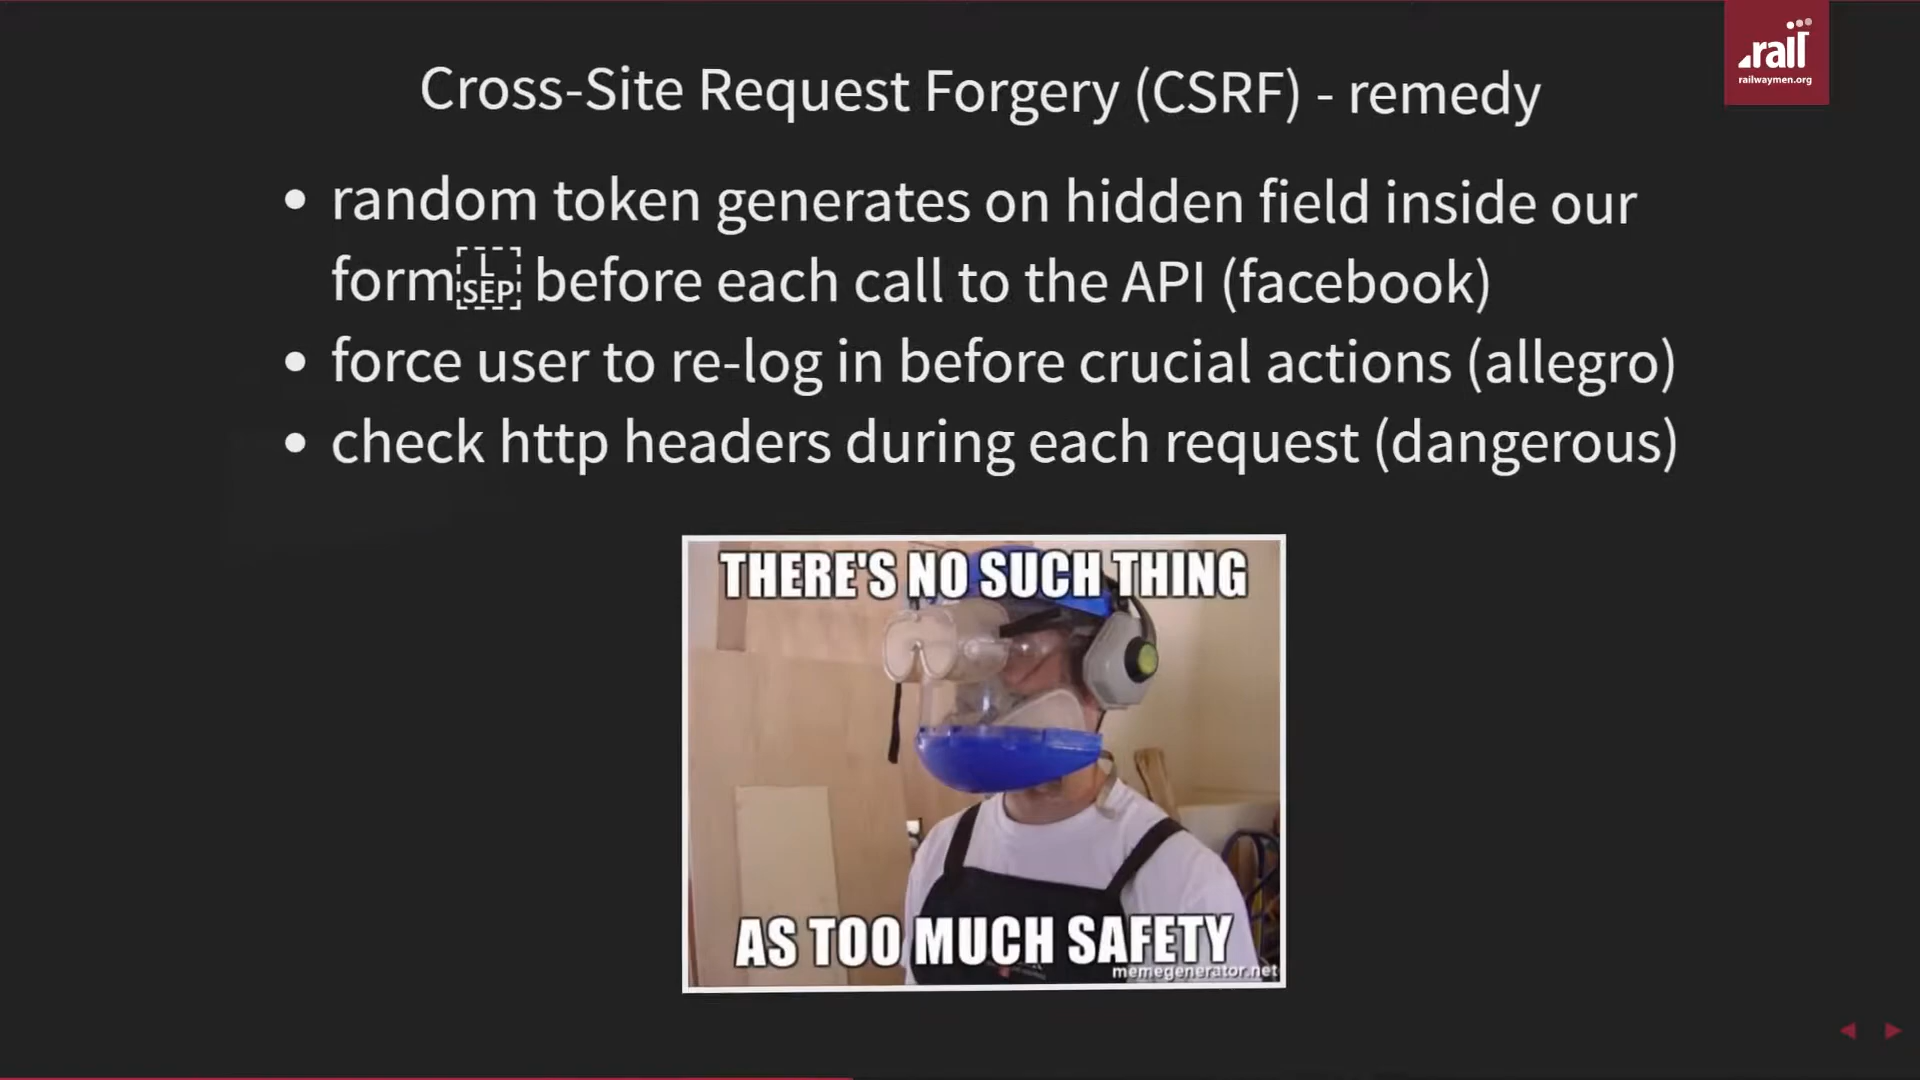 .rail
railwaymen.org
Cross-Site Request Forgery (CSRF) - remedy
• random token generates on hidden field inside our
form L SEP before each call to the API (facebook)
• force user to re-log in before crucial actions (allegro)
• check http headers during each request (dangerous)
THERE'S NO SUCH THING
AS TOO MUCH SAFETY
memegenerator.net